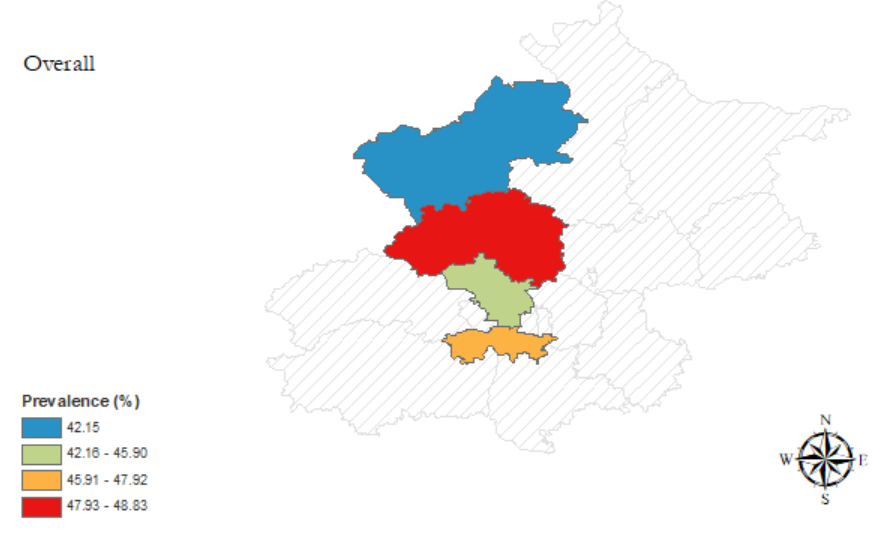 Overall
Prevalence (%)
42.15
42.16 - 45.90
45.91 - 47.92
47.93 - 48.83
N
W E
S